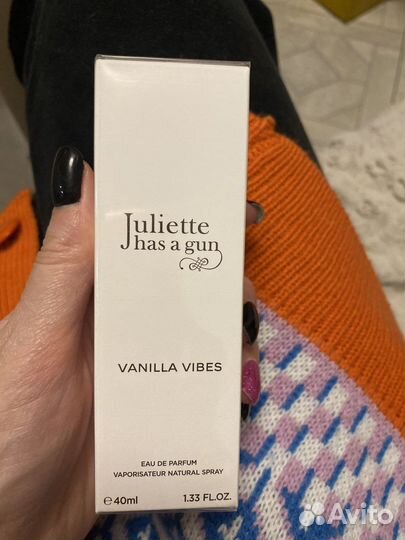 Juliette
has a gun
VANILLA VIBES
EAU DE PARFUM
VAPORISATEUR NATURAL SPRAY
℮40ml 1.33 FL.OZ.
Avito